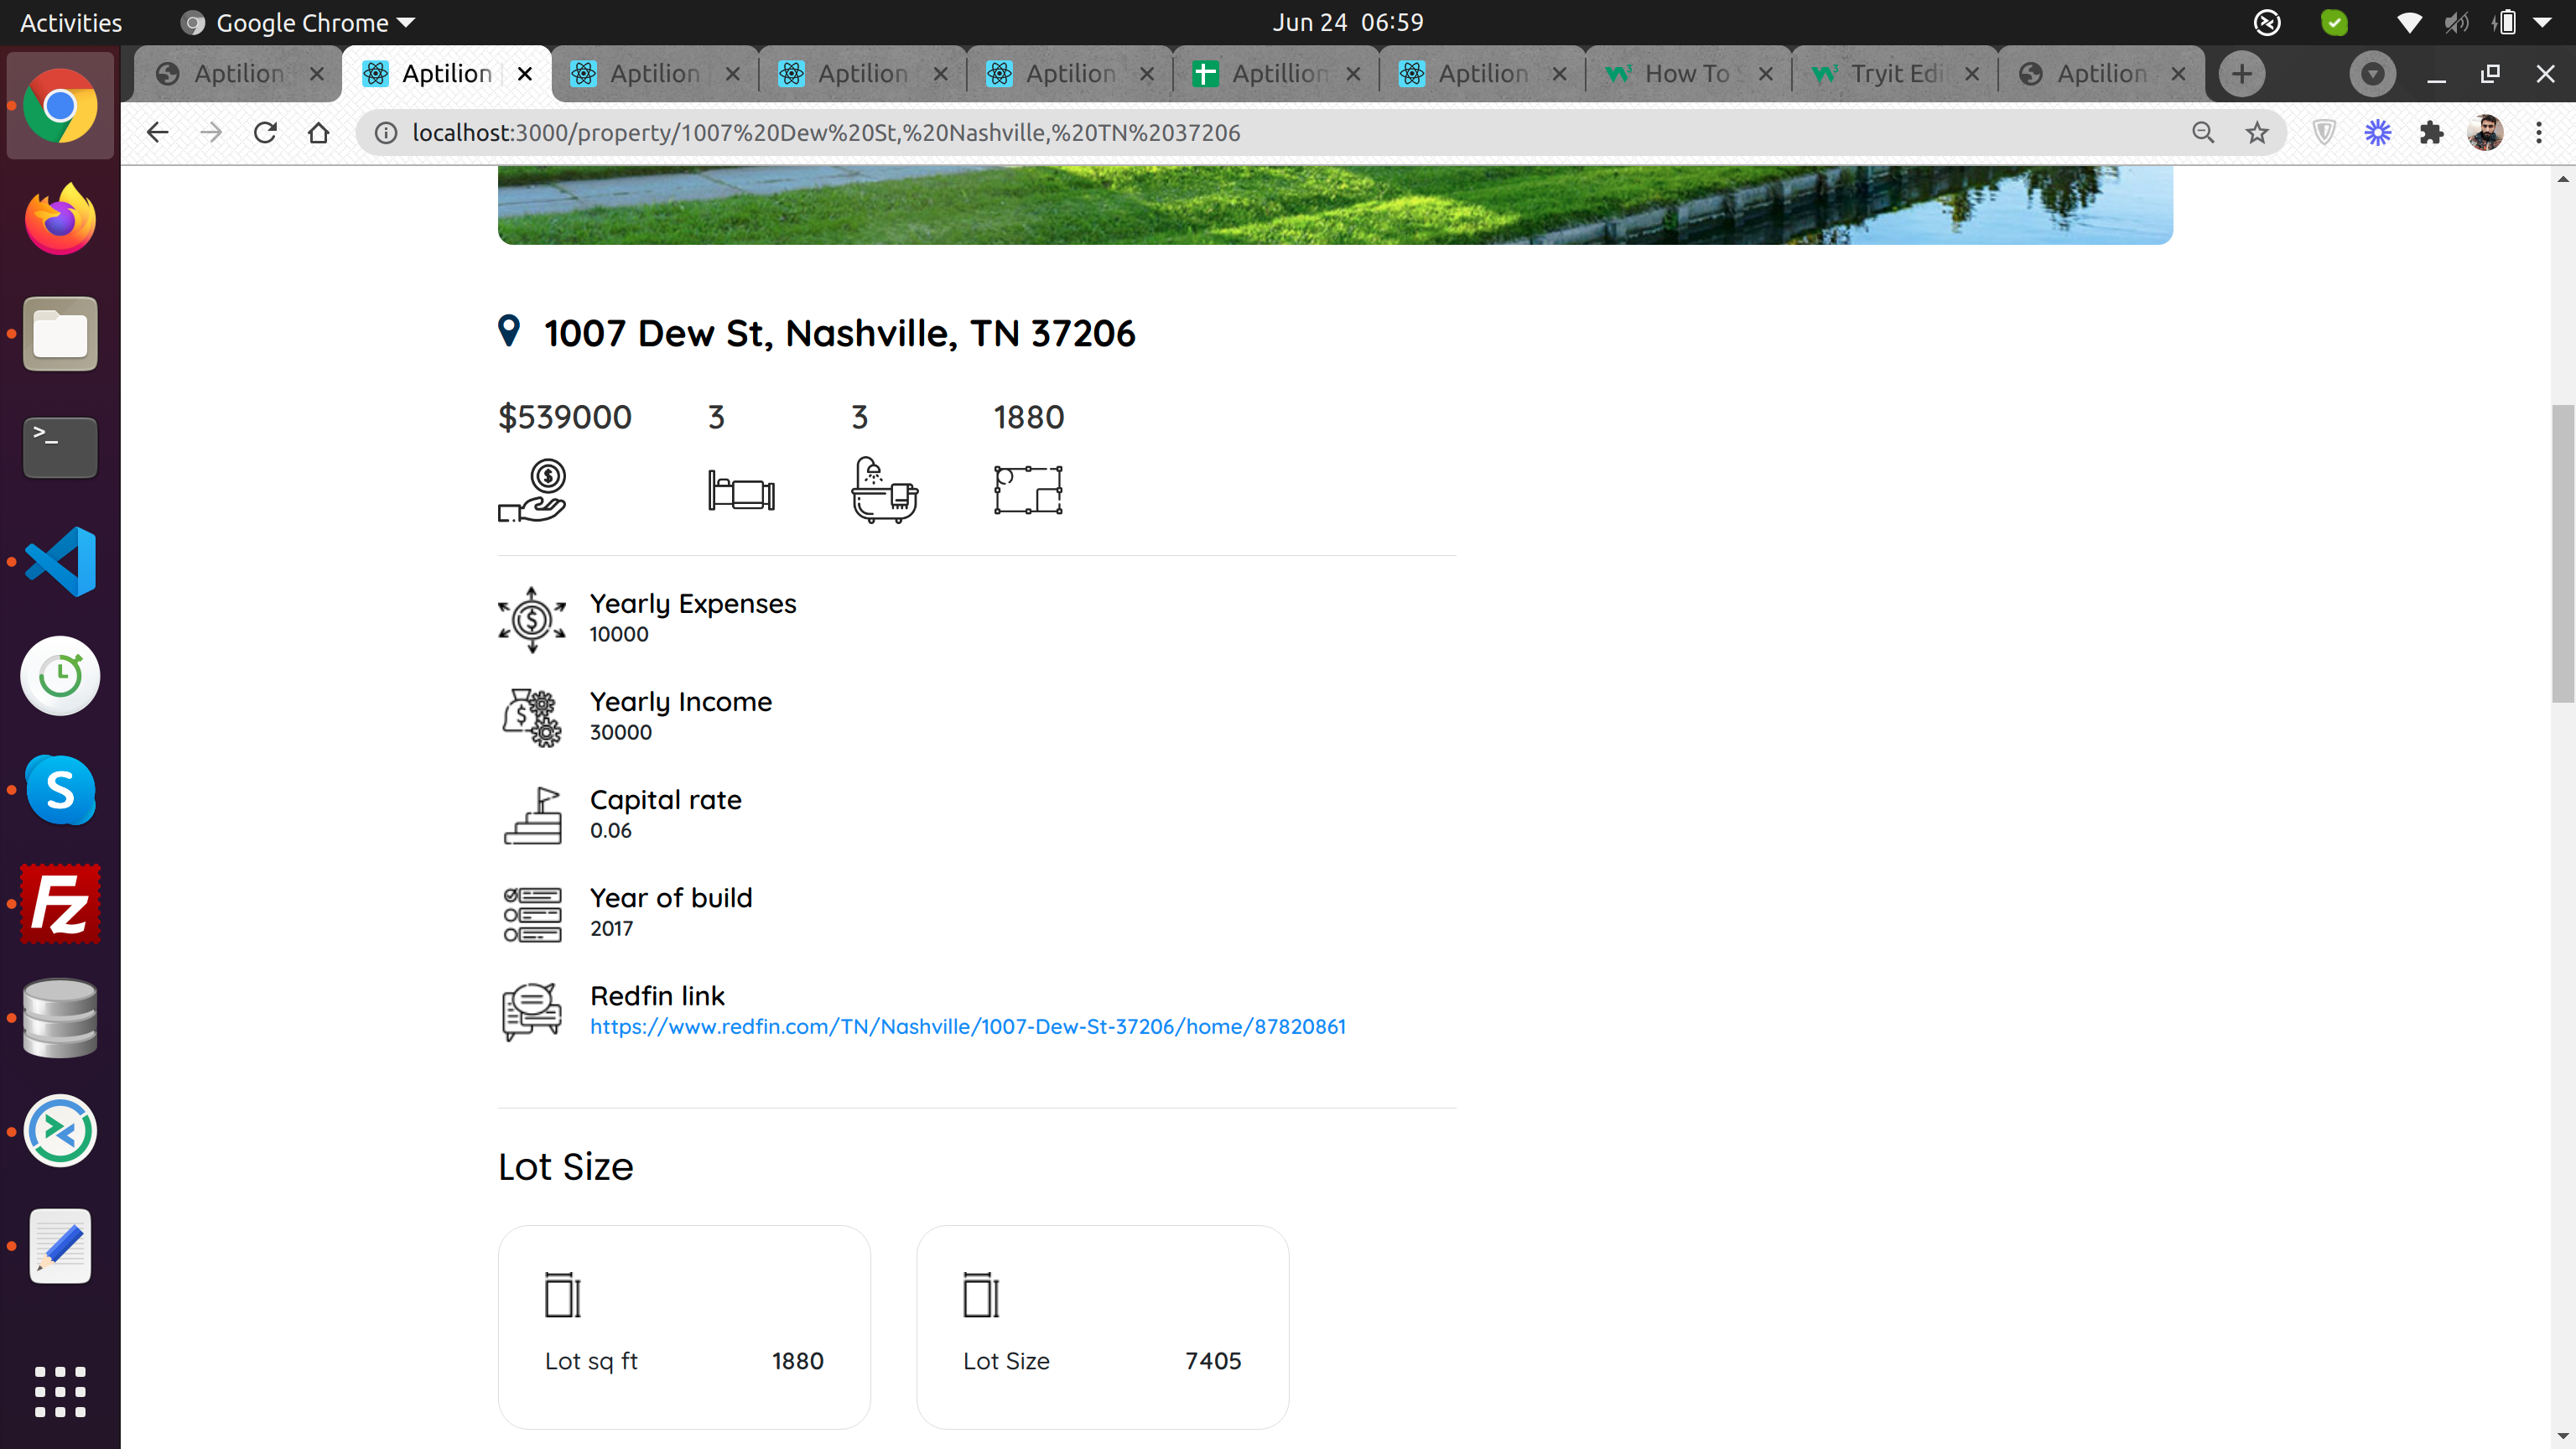 Activities
Google Chrome
Jun 24 06:59
Aptilion
Aptilion
Aptilion
Aptilion
Aptilion
Aptillion
Aptilion
How To
Tryit Edi
Aptilion
localhost:3000/property/1007%20Dew%20St,%20Nashville,%20TN%2037206
1007 Dew St, Nashville, TN 37206
$539000
3
3
1880
Yearly Expenses
10000
Yearly Income
30000
Capital rate
0.06
Year of build
2017
Redfin link
https://www.redfin.com/TN/Nashville/1007-Dew-St-37206/home/87820861
Lot Size
Lot sq ft
1880
Lot Size
7405